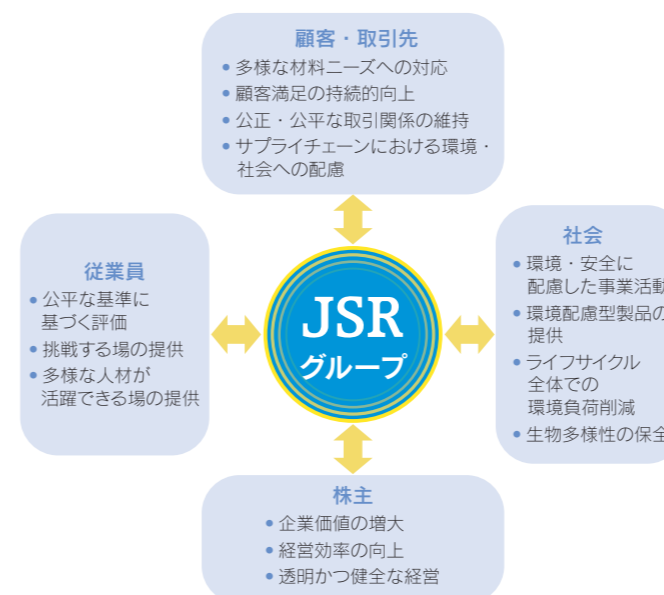 顧客・取引先
• 多様な材料ニーズへの対応
• 顧客満足の持続的向上
• 公正・公平な取引関係の維持
• サプライチェーンにおける環境・
社会への配慮
従業員
• 公平な基準に
基づく評価
• 挑戦する場の提供
• 多様な人材が
活躍できる場の提供
JSR
グループ
社会
• 環境・安全に
配慮した事業活動
• 環境配慮型製品の
提供
• ライフサイクル
全体での
環境負荷削減
• 生物多様性の保全
株主
• 企業価値の増大
• 経営効率の向上
• 透明かつ健全な経営